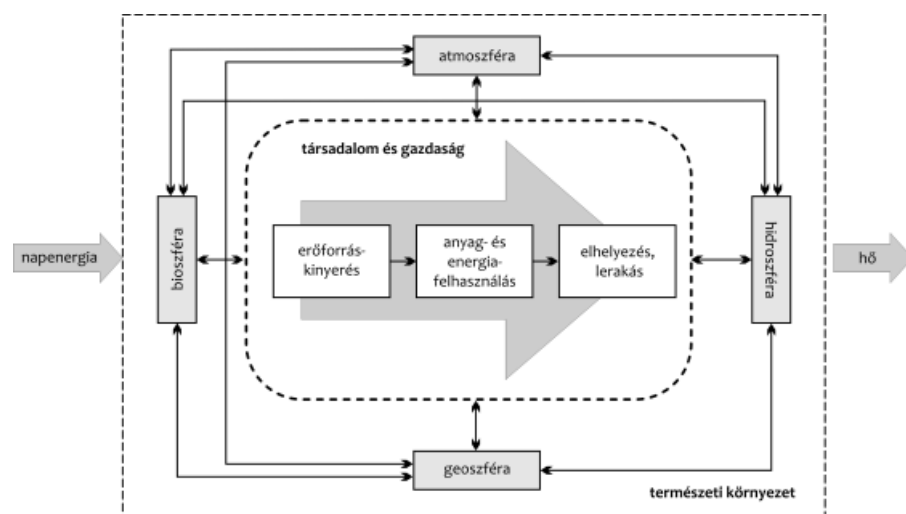 atmoszféra
társadalom és gazdaság
napenergia
bioszféra
erőforrás-
kinyerés
anyag- és
energia-
felhasználás
elhelyezés,
lerakás
hidroszféra
hő
geoszféra
természeti környezet